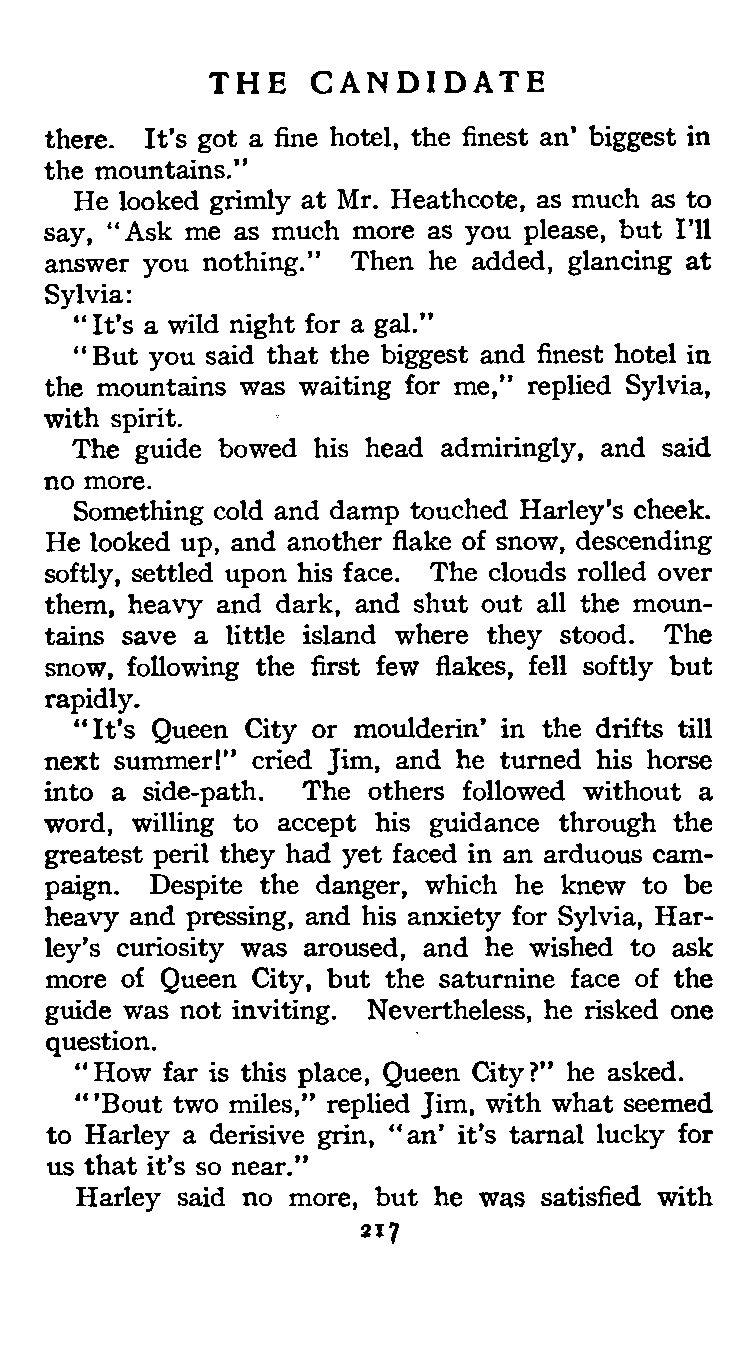 THE CANDIDATE
there. It's got a fine hotel, the finest an' biggest in
the mountains."
He looked grimly at Mr. Heathcote, as much as to
say, "Ask me as much more as you please, but I'll
answer you nothing." Then he added, glancing at
Sylvia:
"It's a wild night for a gal."
"But you said that the biggest and finest hotel in
the mountains was waiting for me," replied Sylvia,
with spirit.
The guide bowed his head admiringly, and said
no more.
Something cold and damp touched Harley's cheek.
He looked up, and another flake of snow, descending
softly, settled upon his face. The clouds rolled over
them, heavy and dark, and shut out all the moun-
tains save a little island where they stood. The
snow, following the first few flakes, fell softly but
rapidly.
"It's Queen City or moulderin' in the drifts till
next summer!" cried Jim, and he turned his horse
into a side-path. The others followed without a
word, willing to accept his guidance through the
greatest peril they had yet faced in an arduous cam-
paign. Despite the danger, which he knew to be
heavy and pressing, and his anxiety for Sylvia, Har-
ley's curiosity was aroused, and he wished to ask
more of Queen City, but the saturnine face of the
guide was not inviting. Nevertheless, he risked one
question.
"How far is this place, Queen City?" he asked.
"'Bout two miles," replied Jim, with what seemed
to Harley a derisive grin, "an' it's tarnal lucky for
us that it's so near."
Harley said no more, but he was satisfied with
217